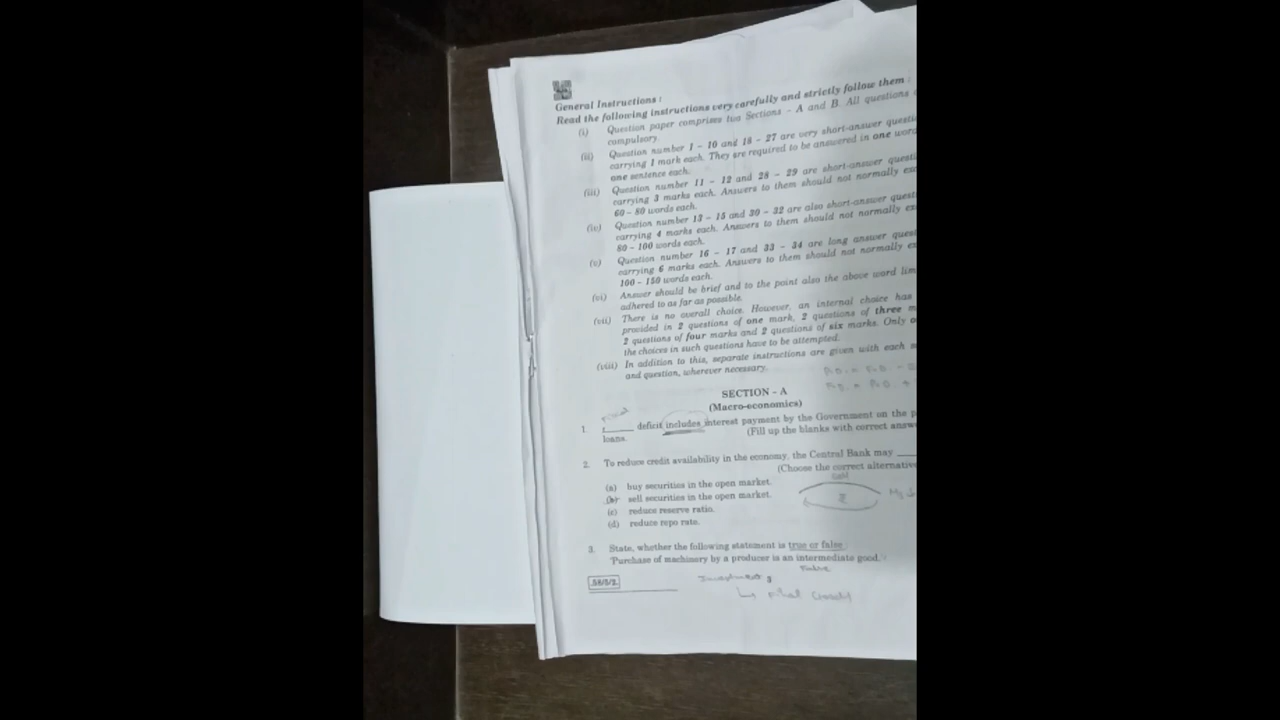 General Instructions :
Read the following instructions very carefully and strictly follow them :
(i) Question paper comprises two Sections - A and B. All questions
compulsory.
(ii) Question number 1 – 10 and 18 – 27 are very short-answer
carrying 1 mark each. They are required to be answered in one
one sentence each.
(iii) Question number 11 – 12 and 28 – 29 are short-answer
carrying 3 marks each. Answers to them should not normally
60 – 80 words each.
(iv) Question number 13 – 15 and 30 – 32 are also short-answer
carrying 4 marks each. Answers to them should not normally
80 – 100 words each.
(v) Question number 16 – 17 and 33 – 34 are long answer
carrying 6 marks each. Answers to them should not normally
100 – 150 words each.
(vi) Answer should be brief and to the point also the above word
adhered to as far as possible.
(vii) There is no overall choice. However, an internal choice has
provided in 2 questions of one mark, 2 questions of three
2 questions of four marks and 2 questions of six marks. Only
the choices in such questions have to be attempted.
(viii) In addition to this, separate instructions are given with each
and question, wherever necessary.
SECTION – A
(Macro-economics)
1. ______ deficit includes interest payment by the Government on the
loans. (Fill up the blanks with correct
2. To reduce credit availability in the economy, the Central Bank may ___
(Choose the correct alternative
Sell
(a) buy securities in the open market.
(b) sell securities in the open market.
(c) reduce reserve ratio.
(d) reduce repo rate.
3. State, whether the following statement is true or false :
'Purchase of machinery by a producer is an intermediate good.'
False
.58/5/2. Investment 3
↳ Final Goods